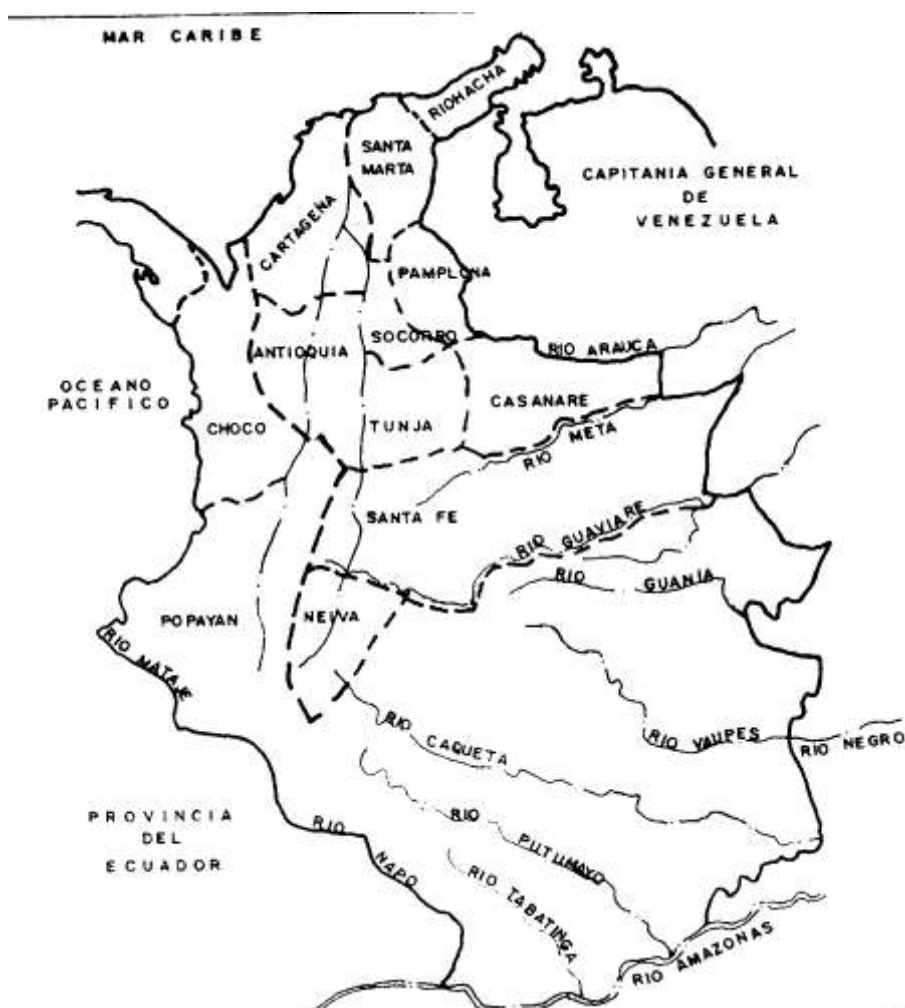 MAR CARIBE
RIOHACHA
SANTA
MARTA
CAPITANIA GENERAL
DE
VENEZUELA
CARTAGENA
PAMPLONA
SOCORRO
RIO ARAUCA
ANTIOQUIA
OCEANO
PACIFICO
CHOCO
TUNJA
CASANARE
RIO META
SANTA FE
RIO GUAVIARE
RIO GUANIA
POPAYAN
NEIVA
RIO MATAJE
RIO CAQUETA
RIO VAUPES
RIO NEGRO
PROVINCIA
DEL
ECUADOR
RIO NAPO
RIO PUTUMAYO
RIO TABATINGA
RIO AMAZONAS